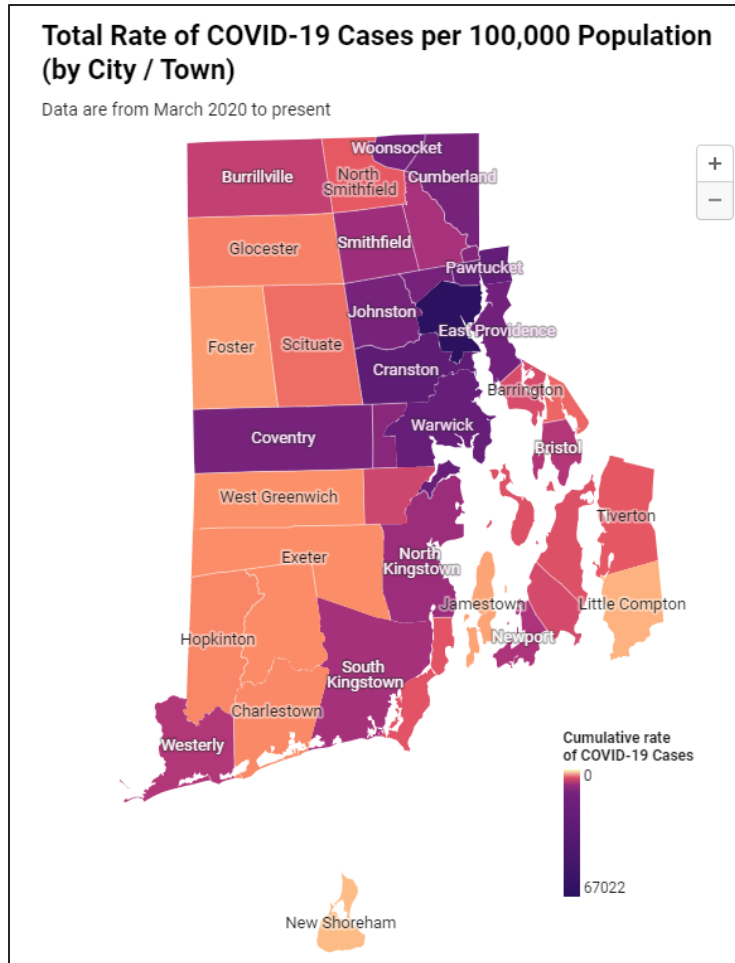 Total Rate of COVID-19 Cases per 100,000 Population
(by City / Town)
Data are from March 2020 to present
+
−
Woonsocket
Burrillville
North
Smithfield
Cumberland
Glocester
Smithfield
Pawtucket
Johnston
East Providence
Foster
Scituate
Cranston
Barrington
Warwick
Coventry
Bristol
West Greenwich
Tiverton
Exeter
North
Kingstown
Jamestown
Little Compton
Hopkinton
Newport
South
Kingstown
Charlestown
Westerly
Cumulative rate
of COVID-19 Cases
0
67022
New Shoreham